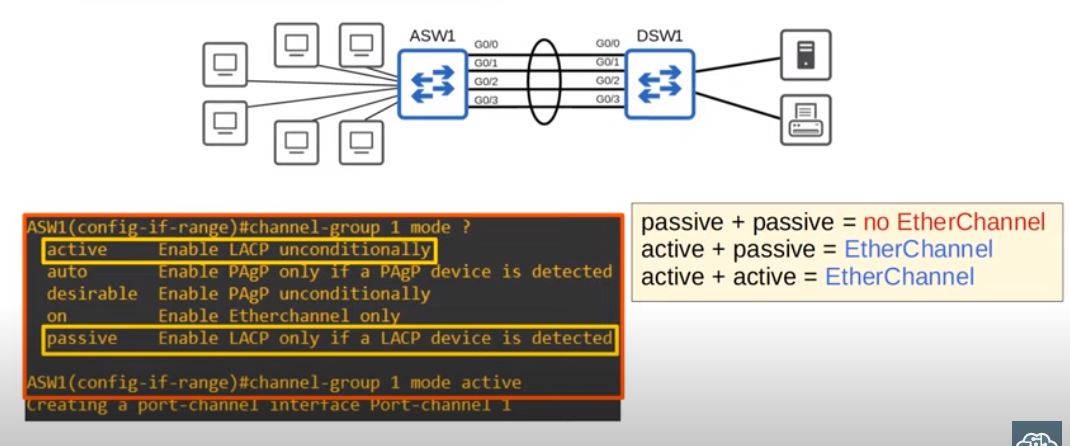 ASW1
DSW1
G0/0
G0/0
G0/1
G0/1
G0/2
G0/2
G0/3
G0/3
ASW1(config-if-range)#channel-group 1 mode ?
active Enable LACP unconditionally
auto Enable PAgP only if a PAgP device is detected
desirable Enable PAgP unconditionally
on Enable Etherchannel only
passive Enable LACP only if a LACP device is detected
ASW1(config-if-range)#channel-group 1 mode active
Creating a port-channel interface Port-channel 1
passive + passive = no EtherChannel
active + passive = EtherChannel
active + active = EtherChannel